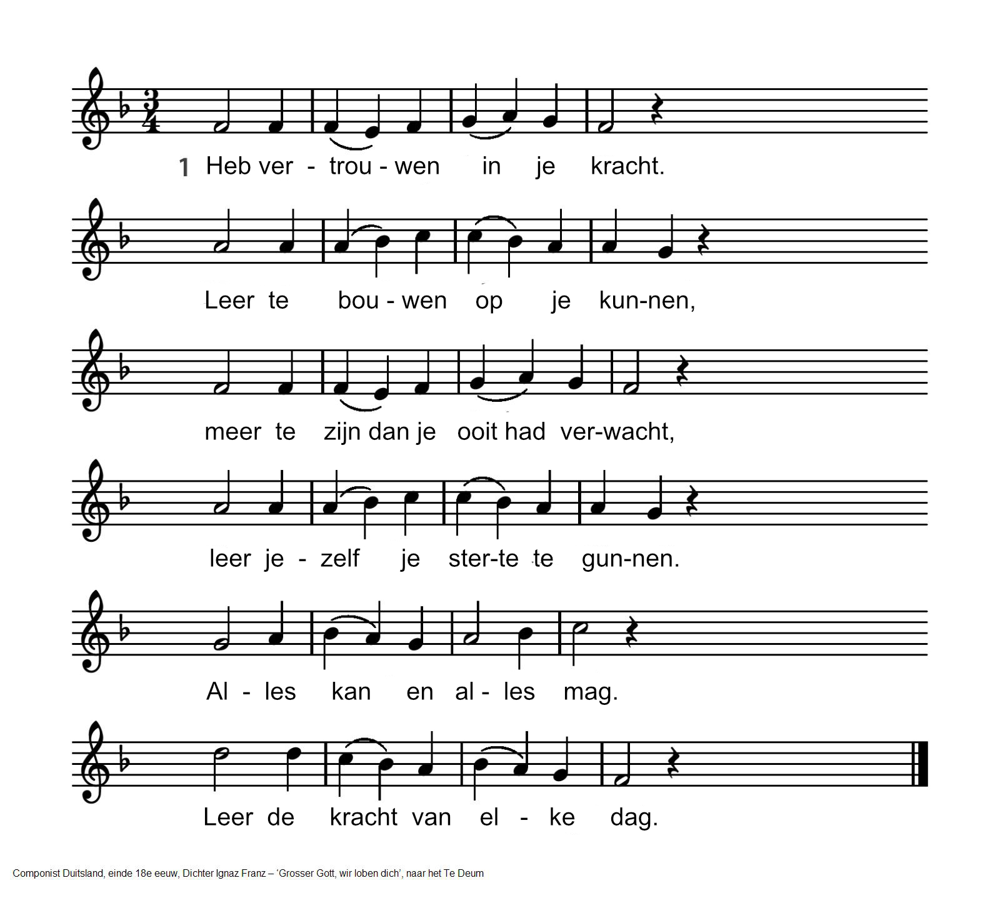 3
4
1 Heb ver - trou - wen in je kracht.
Leer te bou - wen op je kun-nen,
meer te zijn dan je ooit had ver-wacht,
leer je - zelf je ster-te te gun-nen.
Al - les kan en al - les mag.
Leer de kracht van el - ke dag.
Componist Duitsland, einde 18e eeuw, Dichter Ignaz Franz – ‘Grosser Gott, wir loben dich’, naar het Te Deum